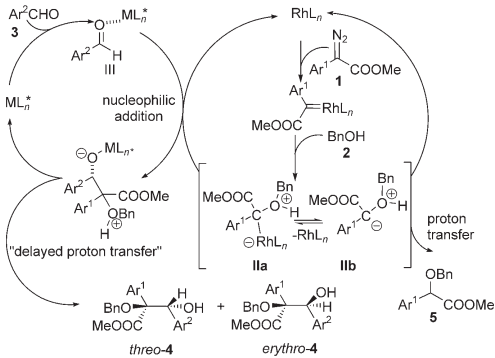 Ar²CHO
3
O
ML*n
Ar²
H
III
ML*n
nucleophilic
addition
RhLn
N2
Ar¹
COOMe
1
Ar¹
RhLn
MeOOC
BnOH
2
⊖
O
MLn*
Ar²
Ar¹
COOMe
OBn
H
⊕
"delayed proton transfer"
MeOOC
Bn
O
⊕
H
Ar¹
C
⊖
RhLn
IIa
-RhLn
Bn
MeOOC
O
⊕
H
C
Ar¹
⊖
IIb
proton
transfer
OBn
Ar¹
COOMe
5
Ar¹
H
BnO
OH
MeOOC
Ar²
threo-4
+
Ar¹
OH
BnO
H
MeOOC
Ar²
erythro-4